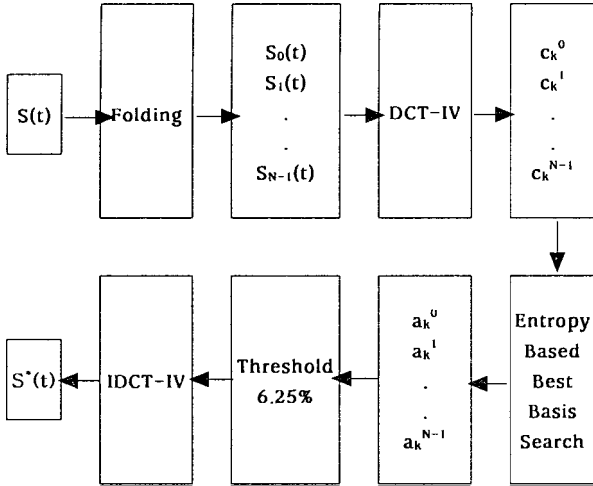 S(t)
Folding
S₀(t)
S₁(t)
.
.
S_{N-1}(t)
DCT-IV
c_k^0
c_k^1
.
.
c_k^{N-1}
Entropy
Based
Best
Basis
Search
a_k^0
a_k^1
.
.
a_k^{N-1}
Threshold
6.25%
IDCT-IV
S*(t)